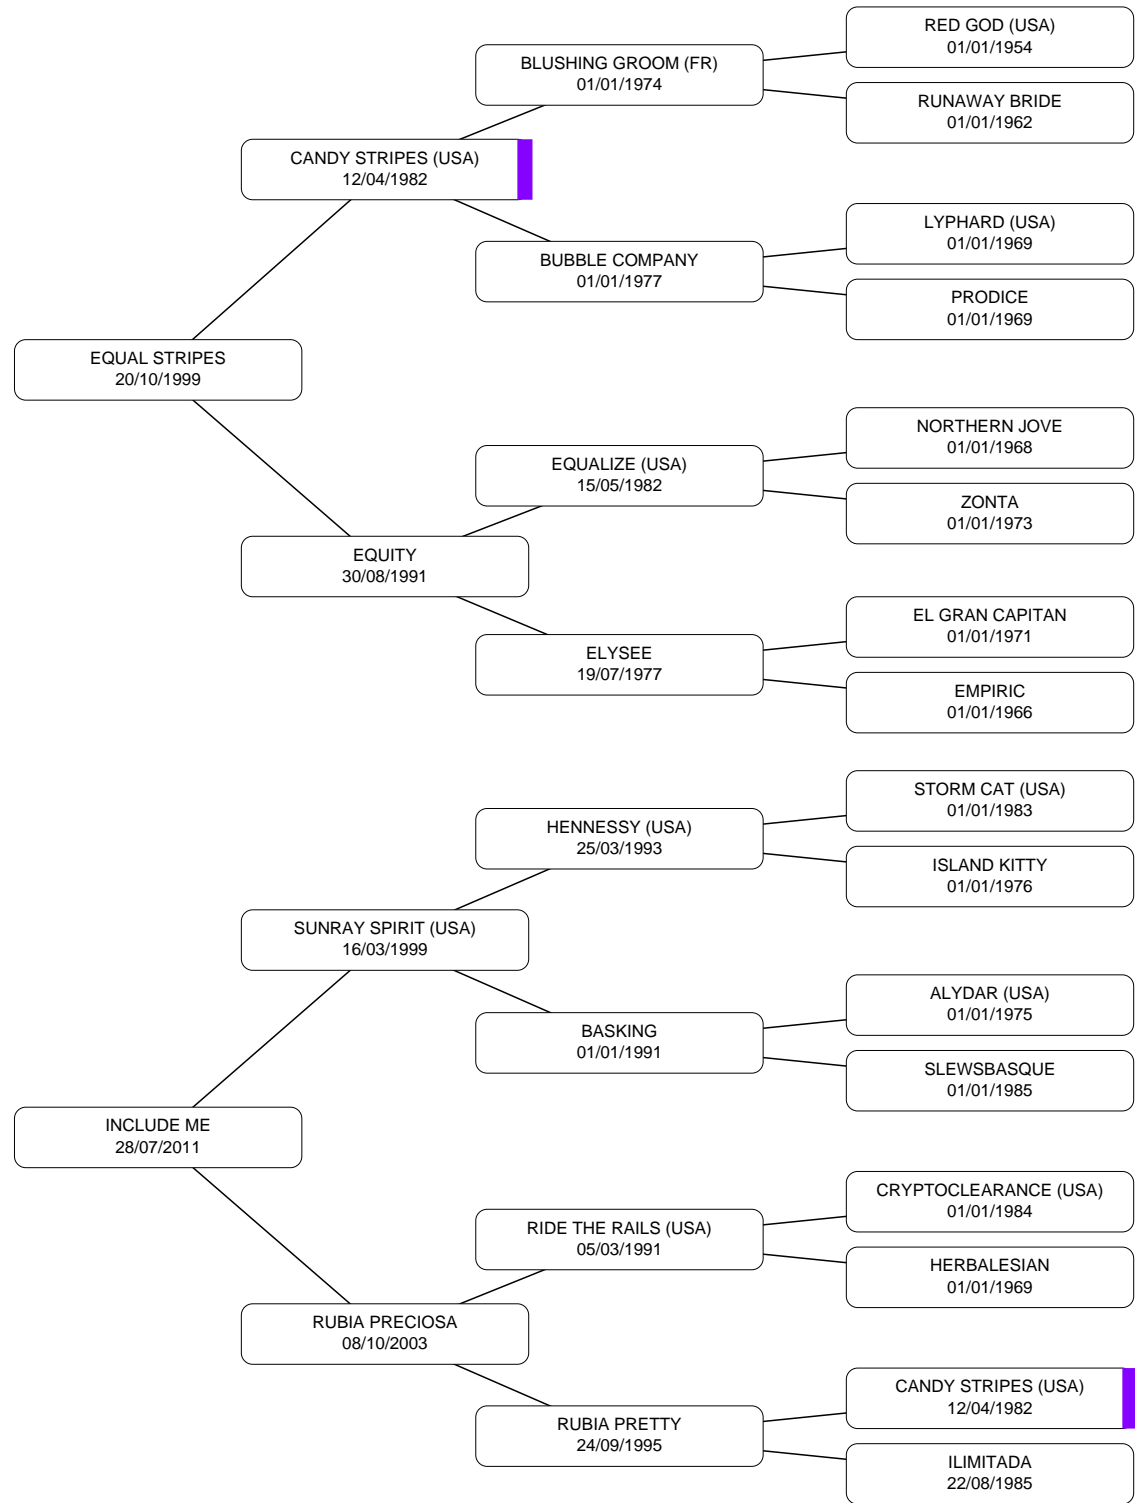 RED GOD (USA)
01/01/1954
BLUSHING GROOM (FR)
01/01/1974
RUNAWAY BRIDE
01/01/1962
CANDY STRIPES (USA)
12/04/1982
LYPHARD (USA)
01/01/1969
BUBBLE COMPANY
01/01/1977
PRODICE
01/01/1969
EQUAL STRIPES
20/10/1999
NORTHERN JOVE
01/01/1968
EQUALIZE (USA)
15/05/1982
ZONTA
01/01/1973
EQUITY
30/08/1991
EL GRAN CAPITAN
01/01/1971
ELYSEE
19/07/1977
EMPIRIC
01/01/1966
STORM CAT (USA)
01/01/1983
HENNESSY (USA)
25/03/1993
ISLAND KITTY
01/01/1976
SUNRAY SPIRIT (USA)
16/03/1999
ALYDAR (USA)
01/01/1975
BASKING
01/01/1991
SLEWSBASQUE
01/01/1985
INCLUDE ME
28/07/2011
CRYPTOCLEARANCE (USA)
01/01/1984
RIDE THE RAILS (USA)
05/03/1991
HERBALESIAN
01/01/1969
RUBIA PRECIOSA
08/10/2003
CANDY STRIPES (USA)
12/04/1982
RUBIA PRETTY
24/09/1995
ILIMITADA
22/08/1985